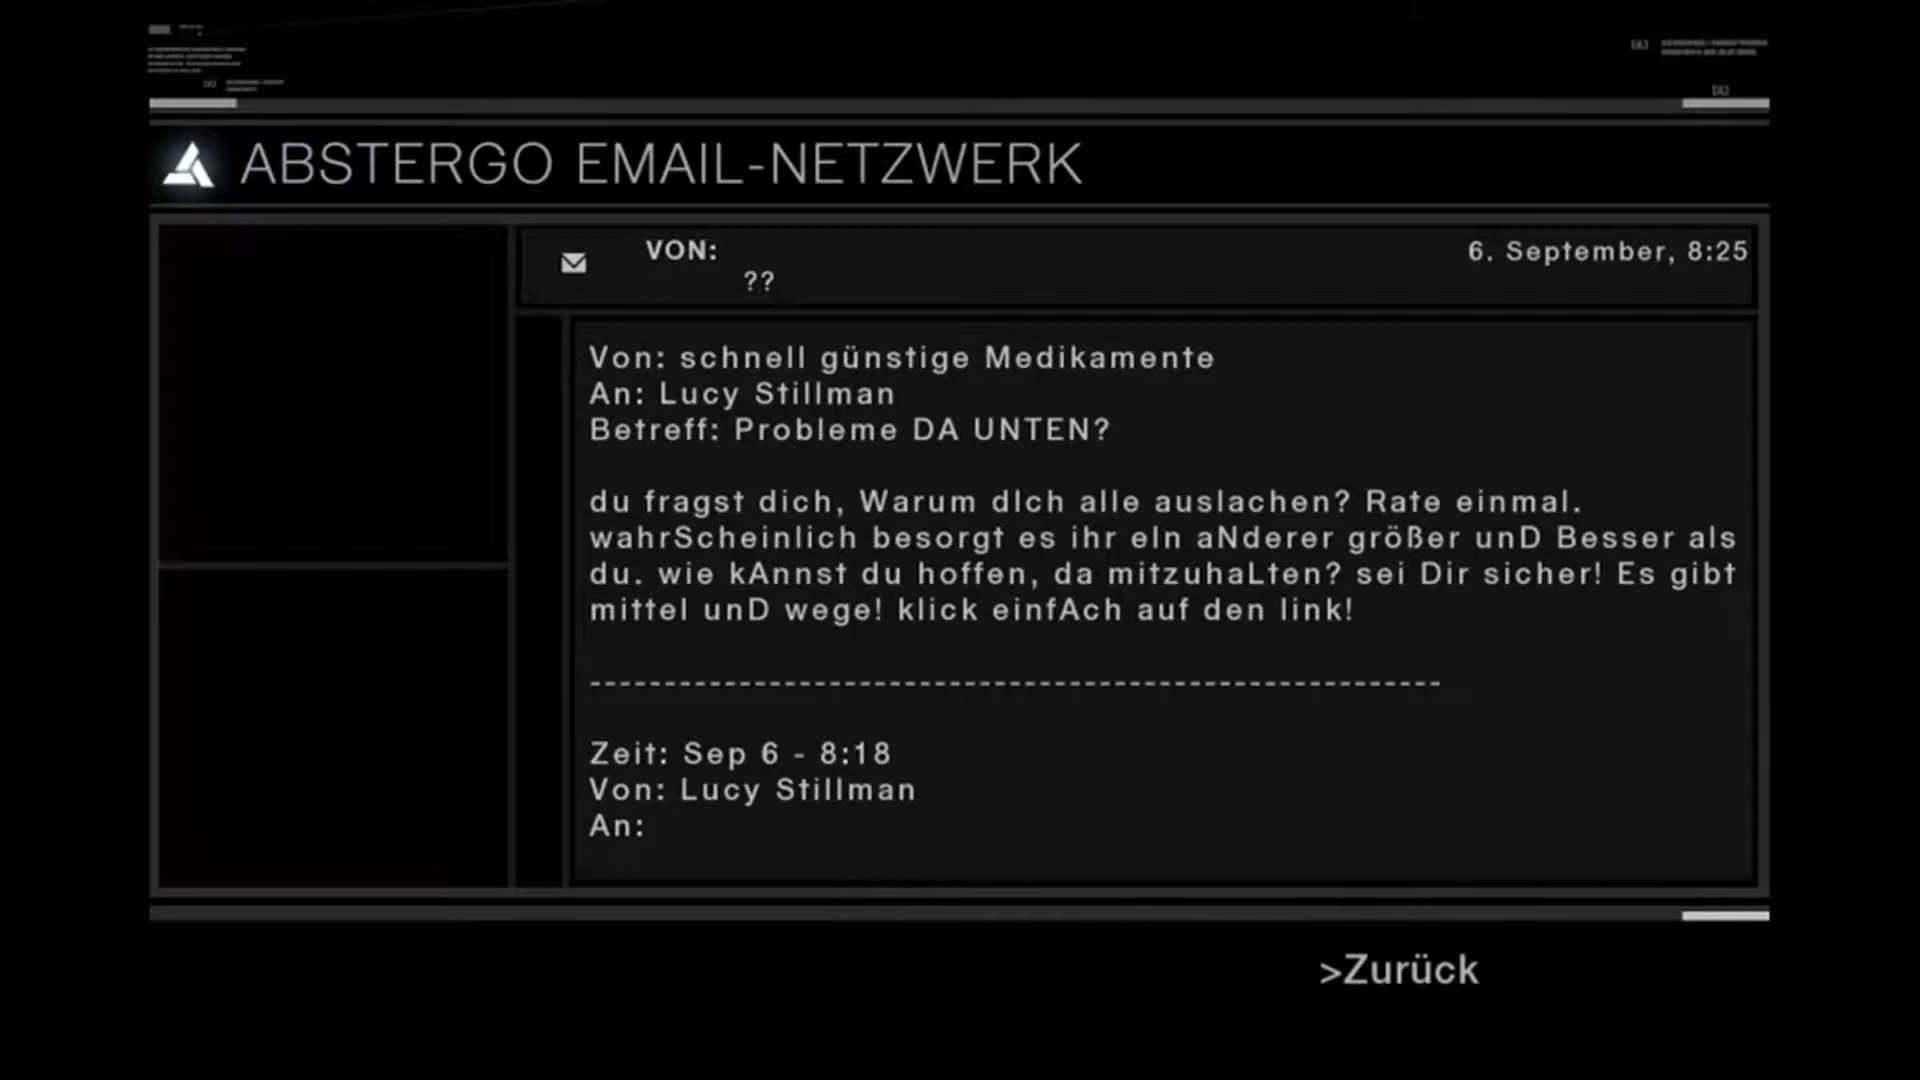 ABSTERGO EMAIL-NETZWERK
VON:
6. September, 8:25
??
Von: schnell günstige Medikamente
An: Lucy Stillman
Betreff: Probleme DA UNTEN?
du fragst dich, Warum dIch alle auslachen? Rate einmal.
wahrScheinlich besorgt es ihr eIn aNderer größer unD Besser als
du. wie kAnnst du hoffen, da mitzuhaLten? sei Dir sicher! Es gibt
mittel unD wege! klick einfAch auf den link!
---------------------------------------------------------
Zeit: Sep 6 - 8:18
Von: Lucy Stillman
An:
>Zurück